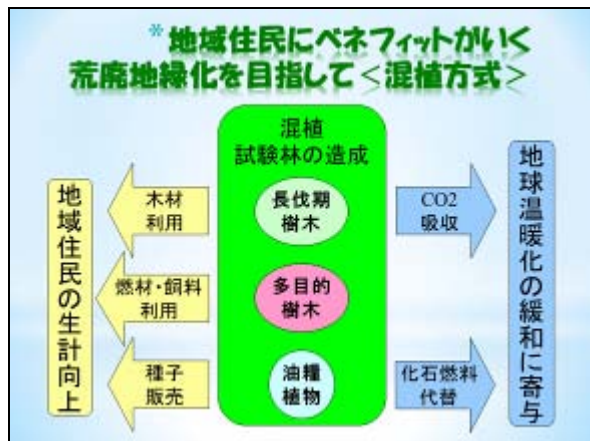 *地域住民にベネフィットがいく
荒廃地緑化を目指して<混植方式>
混植
試験林の造成
地域住民の生計向上
木材
利用
長伐期
樹木
CO2
吸収
燃材・飼料
利用
多目的
樹木
種子
販売
油糧
植物
化石燃料
代替
地球温暖化の緩和に寄与